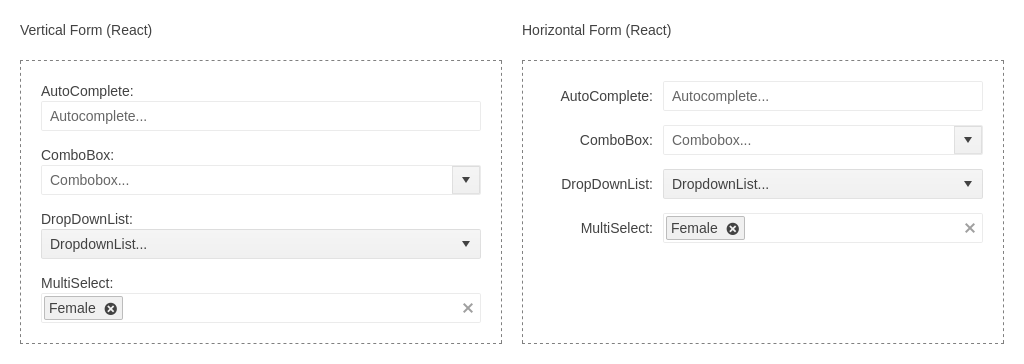 Vertical Form (React)
AutoComplete:
Autocomplete...
ComboBox:
Combobox...
DropDownList:
DropdownList...
MultiSelect:
Female
Horizontal Form (React)
AutoComplete: Autocomplete...
ComboBox: Combobox...
DropDownList: DropdownList...
MultiSelect: Female